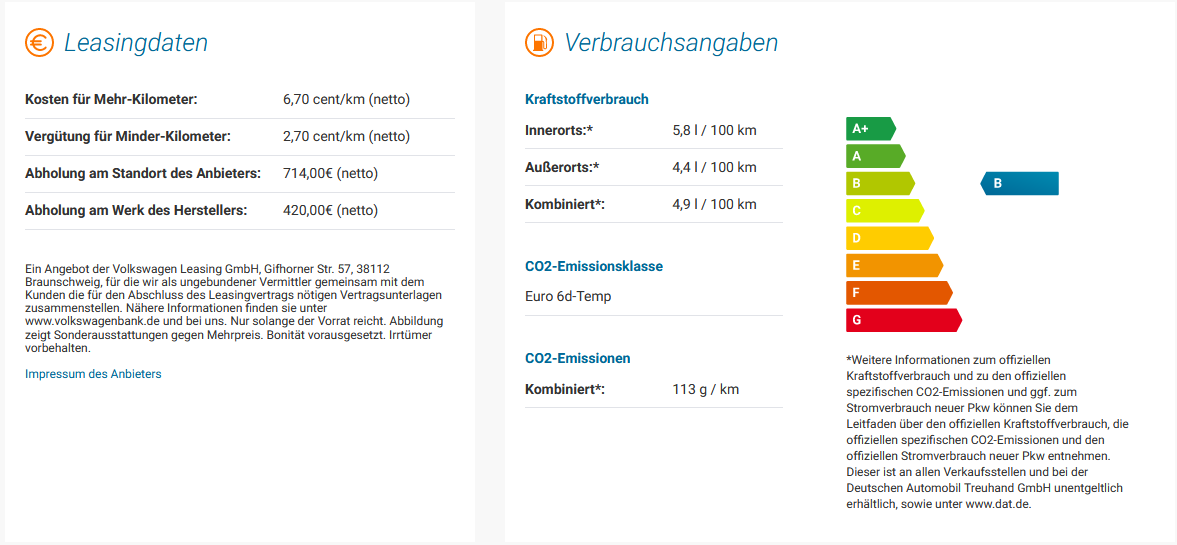 Leasingdaten
Kosten für Mehr-Kilometer: 6,70 cent/km (netto)
Vergütung für Minder-Kilometer: 2,70 cent/km (netto)
Abholung am Standort des Anbieters: 714,00€ (netto)
Abholung am Werk des Herstellers: 420,00€ (netto)
Ein Angebot der Volkswagen Leasing GmbH, Gifhorner Str. 57, 38112
Braunschweig, für die wir als ungebundener Vermittler gemeinsam mit dem
Kunden die für den Abschluss des Leasingvertrags nötigen Vertragsunterlagen
zusammenstellen. Nähere Informationen finden sie unter
www.volkswagenbank.de und bei uns. Nur solange der Vorrat reicht. Abbildung
zeigt Sonderausstattungen gegen Mehrpreis. Bonität vorausgesetzt. Irrtümer
vorbehalten.
Impressum des Anbieters
Verbrauchsangaben
Kraftstoffverbrauch
Innerorts:* 5,8 l / 100 km
Außerorts:* 4,4 l / 100 km
Kombiniert*: 4,9 l / 100 km
CO2-Emissionsklasse
Euro 6d-Temp
CO2-Emissionen
Kombiniert*: 113 g / km
A+
A
B B
C
D
E
F
G
*Weitere Informationen zum offiziellen
Kraftstoffverbrauch und zu den offiziellen
spezifischen CO2-Emissionen und ggf. zum
Stromverbrauch neuer Pkw können Sie dem
Leitfaden über den offiziellen Kraftstoffverbrauch, die
offiziellen spezifischen CO2-Emissionen und den
offiziellen Stromverbrauch neuer Pkw entnehmen.
Dieser ist an allen Verkaufsstellen und bei der
Deutschen Automobil Treuhand GmbH unentgeltlich
erhältlich, sowie unter www.dat.de.